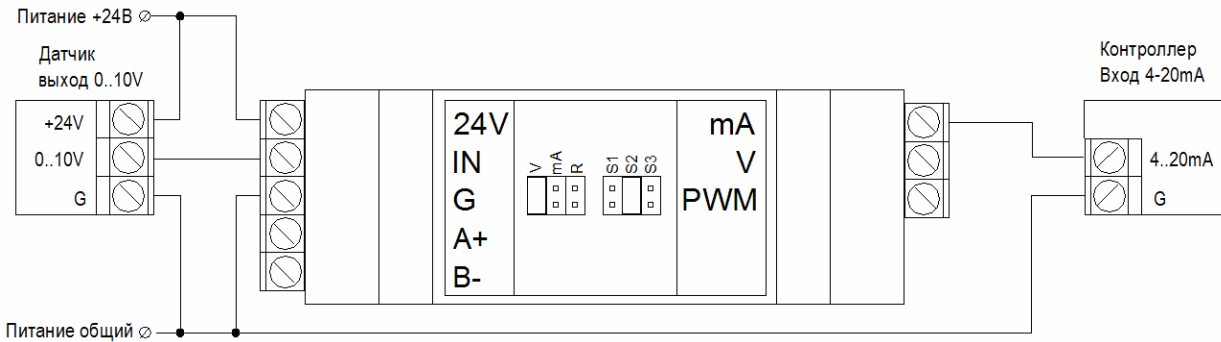 Питание +24В
Датчик
выход 0..10V
+24V
0..10V
G
24V
IN
G
A+
B-
V
mA
R
S1
S2
S3
mA
V
PWM
Контроллер
Вход 4-20mA
4..20mA
G
Питание общий